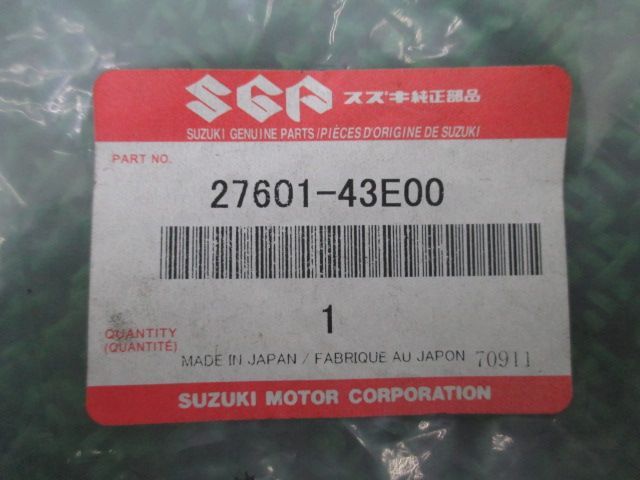 SGP スズキ純正部品
SUZUKI GENUINE PARTS/PIÈCES D'ORIGINE DE SUZUKI
PART NO.
27601-43E00
1
QUANTITY
(QUANTITÉ)
MADE IN JAPAN / FABRIQUE AU JAPON 70911
SUZUKI MOTOR CORPORATION